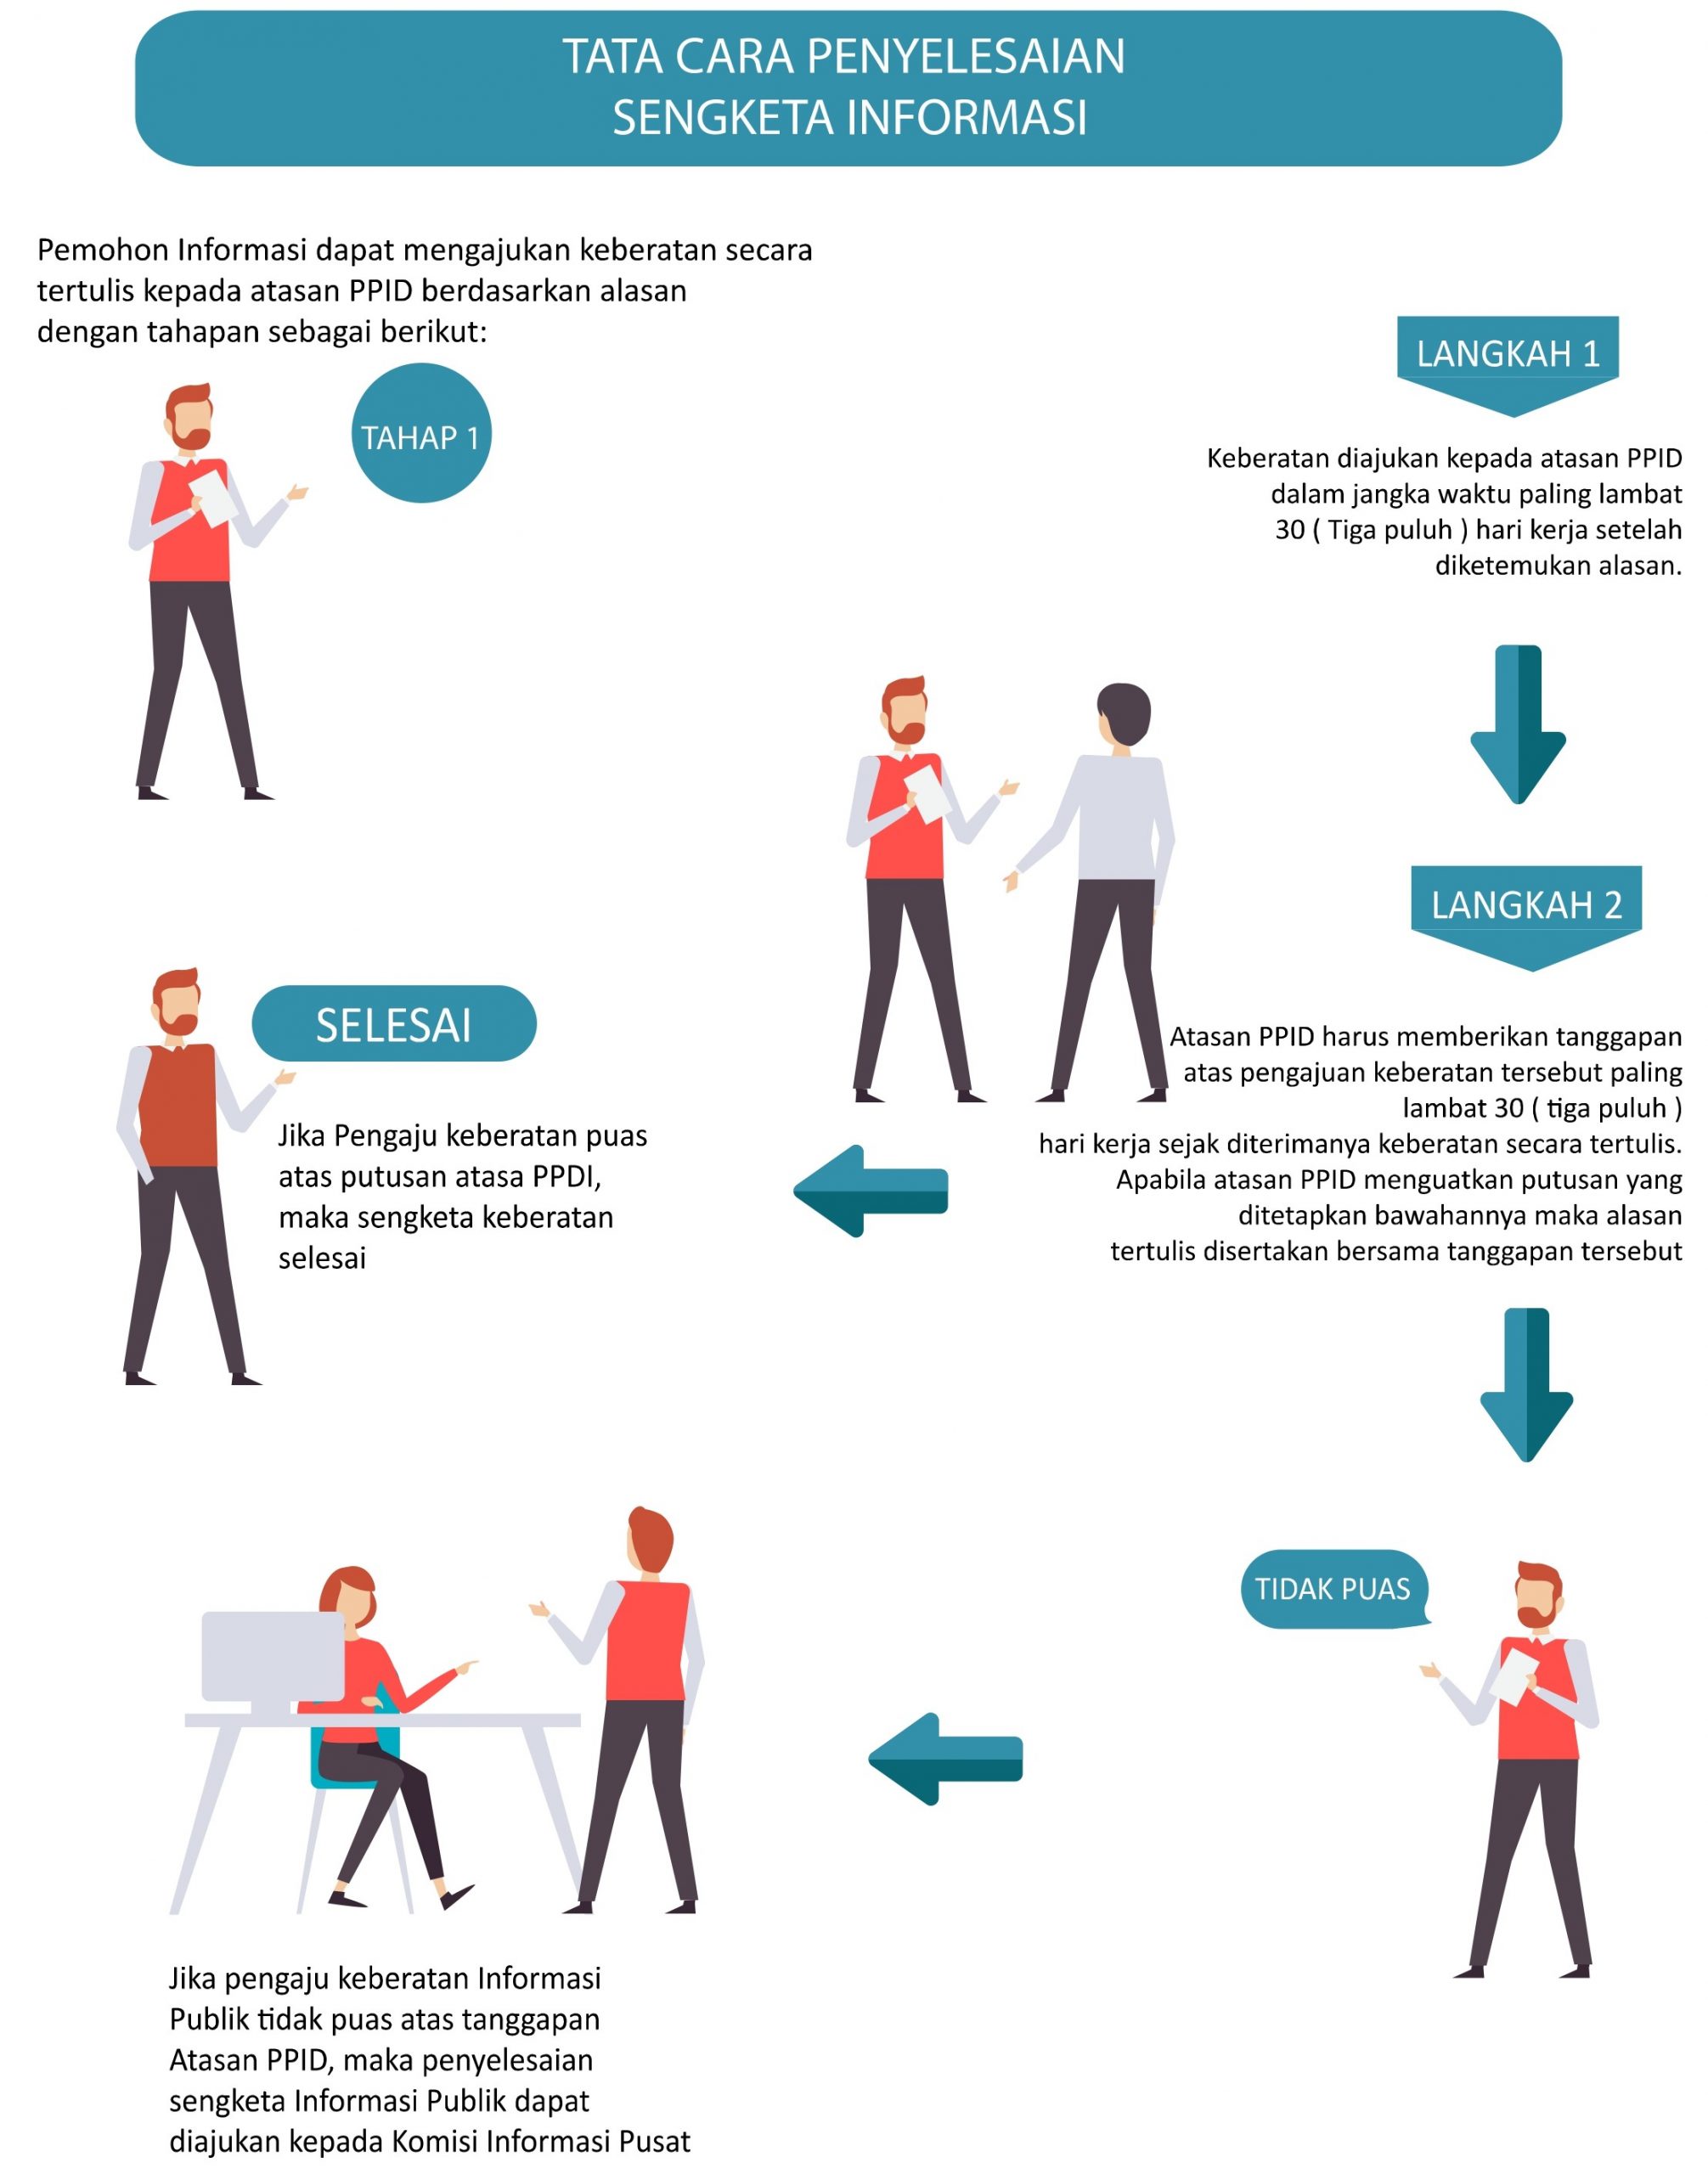 TATA CARA PENYELESAIAN
SENGKETA INFORMASI
Pemohon Informasi dapat mengajukan keberatan secara
tertulis kepada atasan PPID berdasarkan alasan
dengan tahapan sebagai berikut:
TAHAP 1
LANGKAH 1
Keberatan diajukan kepada atasan PPID
dalam jangka waktu paling lambat
30 ( Tiga puluh ) hari kerja setelah
diketemukan alasan.
LANGKAH 2
Atasan PPID harus memberikan tanggapan
atas pengajuan keberatan tersebut paling
lambat 30 ( tiga puluh )
hari kerja sejak diterimanya keberatan secara tertulis.
Apabila atasan PPID menguatkan putusan yang
ditetapkan bawahannya maka alasan
tertulis disertakan bersama tanggapan tersebut
SELESAI
Jika Pengaju keberatan puas
atas putusan atasa PPDI,
maka sengketa keberatan
selesai
TIDAK PUAS
Jika pengaju keberatan Informasi
Publik tidak puas atas tanggapan
Atasan PPID, maka penyelesaian
sengketa Informasi Publik dapat
diajukan kepada Komisi Informasi Pusat